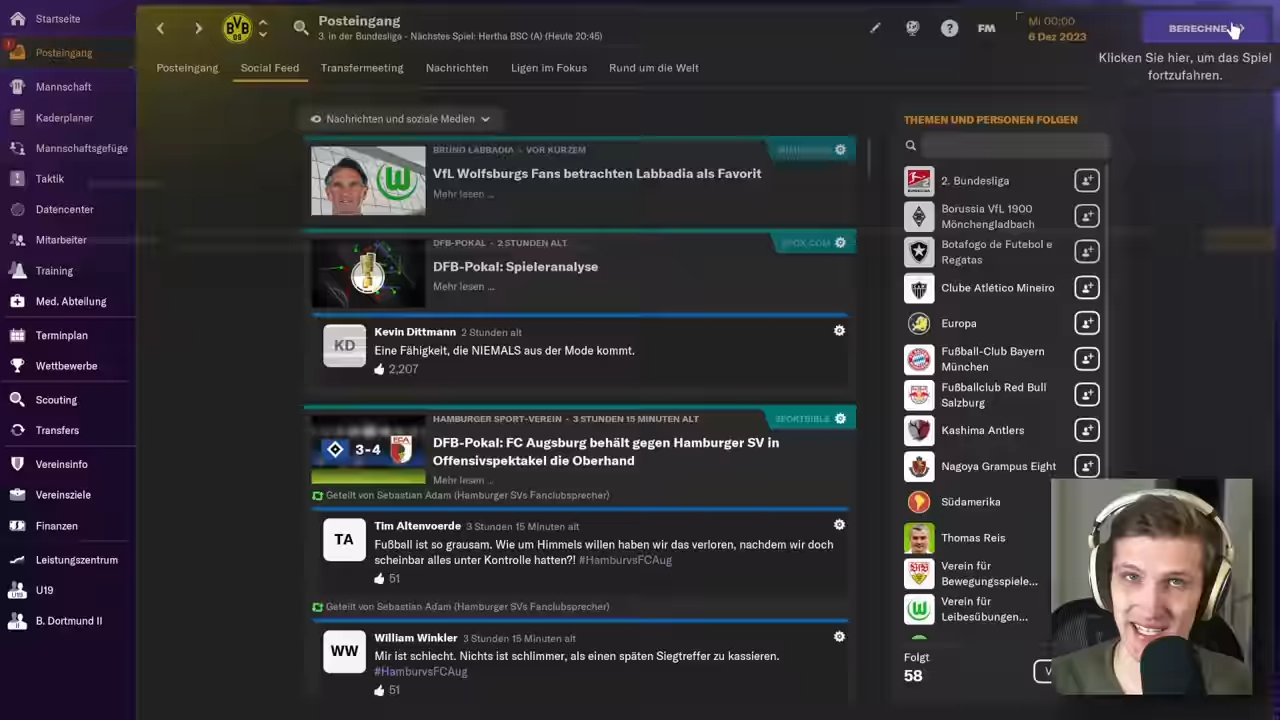 Startseite
Posteingang
Mannschaft
Kaderplaner
Mannschaftsgefüge
Taktik
Datencenter
Mitarbeiter
Training
Med. Abteilung
Terminplan
Wettbewerbe
Scouting
Transfers
Vereinsinfo
Vereinsziele
Finanzen
Leistungszentrum
U19
B. Dortmund II
BVB
09
Posteingang
3. in der Bundesliga - Nächstes Spiel: Hertha BSC (A) (Heute 20:45)
FM
Mi 00:00
6 Dez 2023
BERECHNE
Klicken Sie hier, um das Spiel
fortzufahren.
Posteingang
Social Feed
Transfermeeting
Nachrichten
Ligen im Fokus
Rund um die Welt
Nachrichten und soziale Medien
BRUNO LABBADIA - VOR KURZEM
VfL Wolfsburgs Fans betrachten Labbadia als Favorit
Mehr lesen ...
DFB-POKAL - 2 STUNDEN ALT
DFB-Pokal: Spieleranalyse
Mehr lesen ...
KD
Kevin Dittmann 2 Stunden alt
Eine Fähigkeit, die NIEMALS aus der Mode kommt.
2,207
HAMBURGER SPORT-VEREIN - 3 STUNDEN 15 MINUTEN ALT
SPORTBIBLE
3-4
DFB-Pokal: FC Augsburg behält gegen Hamburger SV in
Offensivspektakel die Oberhand
Mehr lesen ...
Geteilt von Sebastian Adam (Hamburger SVs Fanclubsprecher)
TA
Tim Altenvoerde 3 Stunden 15 Minuten alt
Fußball ist so grausam. Wie um Himmels willen haben wir das verloren, nachdem wir doch
scheinbar alles unter Kontrolle hatten?! #HamburvsFCAug
51
Geteilt von Sebastian Adam (Hamburger SVs Fanclubsprecher)
WW
William Winkler 3 Stunden 15 Minuten alt
Mir ist schlecht. Nichts ist schlimmer, als einen späten Siegtreffer zu kassieren.
#HamburvsFCAug
51
THEMEN UND PERSONEN FOLGEN
2. Bundesliga
Borussia VfL 1900
Mönchengladbach
Botafogo de Futebol e
Regatas
Clube Atlético Mineiro
Europa
Fußball-Club Bayern
München
Fußballclub Red Bull
Salzburg
Kashima Antlers
Nagoya Grampus Eight
Südamerika
Thomas Reis
Verein für
Bewegungsspiele...
Verein für
Leibesübungen...
Folgt
58